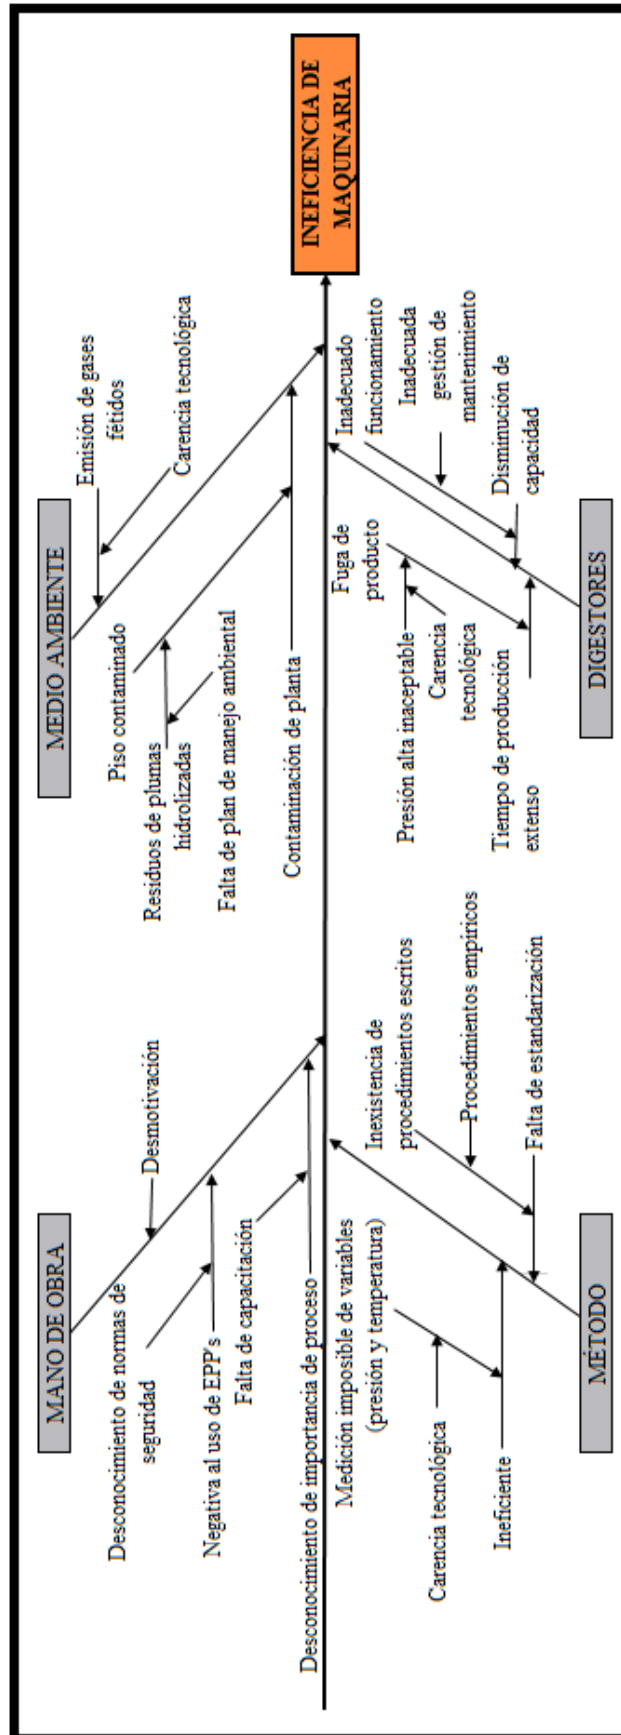 MANO DE OBRA
Desmotivación
Desconocimiento de normas de
seguridad
Negativa al uso de EPP's
Falta de capacitación
Desconocimiento de importancia de proceso
MEDIO AMBIENTE
Emisión de gases
fétidos
Carencia tecnológica
Piso contaminado
Residuos de plumas
hidrolizadas
Falta de plan de manejo ambiental
Contaminación de planta
INEFICIENCIA DE
MAQUINARIA
Medición imposible de variables
(presión y temperatura)
Carencia tecnológica
Ineficiente
Inexistencia de
procedimientos escritos
Procedimientos empíricos
Falta de estandarización
MÉTODO
Fuga de
producto
Presión alta inaceptable
Carencia
tecnológica
Tiempo de producción
extenso
Inadecuado
funcionamiento
Inadecuada
gestión de
mantenimiento
Disminución de
capacidad
DIGESTORES